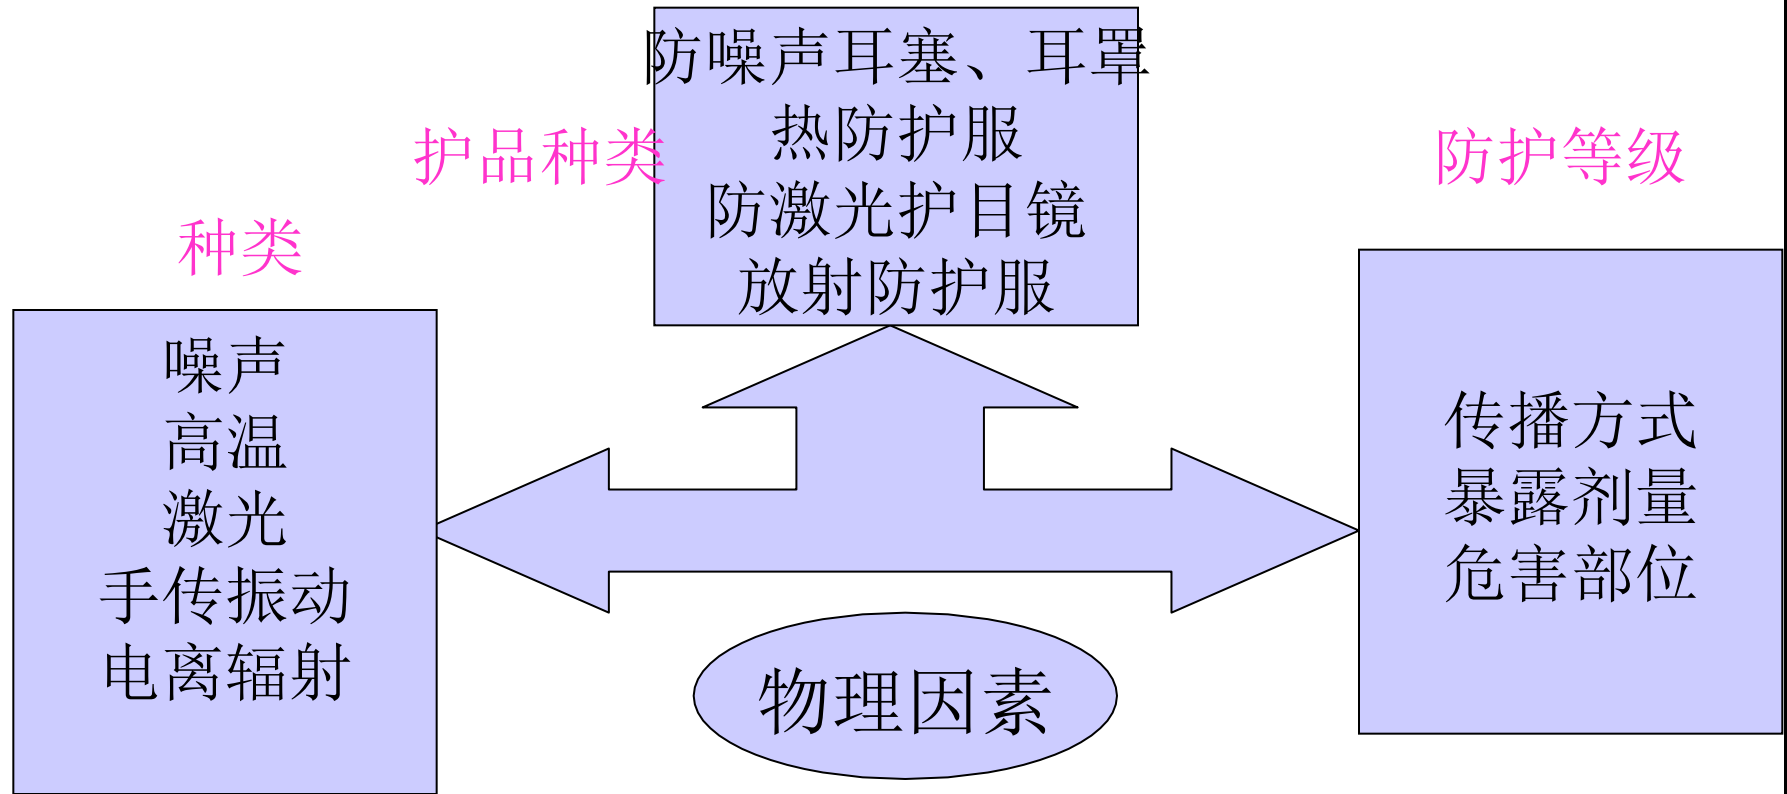 防噪声耳塞、耳罩
热防护服
防激光护目镜
放射防护服
护品种类
防护等级
种类
噪声
高温
激光
手传振动
电离辐射
传播方式
暴露剂量
危害部位
物理因素